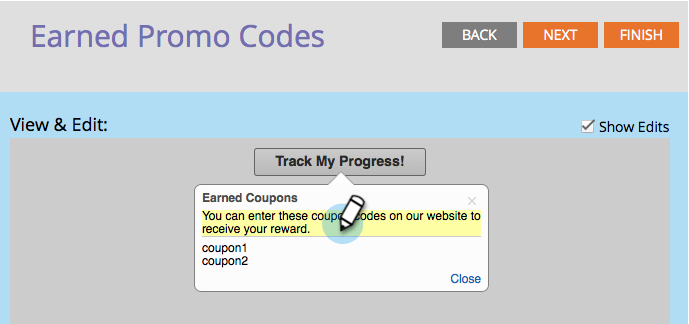 Earned Promo Codes
BACK
NEXT
FINISH
View & Edit:
Show Edits
Track My Progress!
Earned Coupons
You can enter these coupon codes on our website to
receive your reward.
coupon1
coupon2
Close